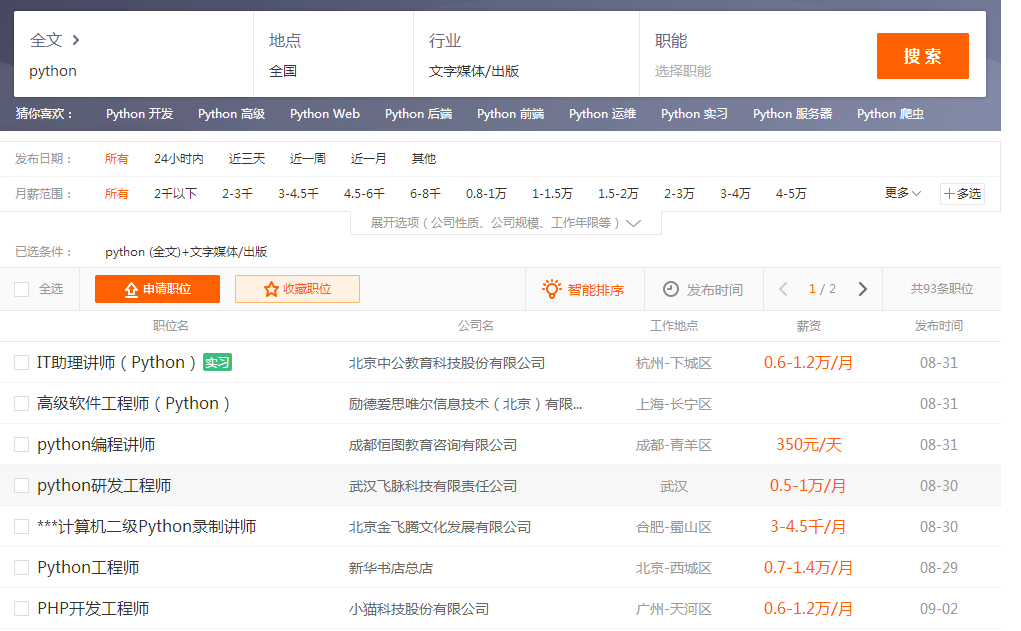 全文 地点 行业 职能
python 全国 文字媒体/出版 选择职能 搜索
猜你喜欢： Python 开发 Python 高级 Python Web Python 后端 Python 前端 Python 运维 Python 实习 Python 服务器 Python 爬虫
发布日期： 所有 24小时内 近三天 近一周 近一月 其他
月薪范围： 所有 2千以下 2-3千 3-4.5千 4.5-6千 6-8千 0.8-1万 1-1.5万 1.5-2万 2-3万 3-4万 4-5万 更多 +多选
展开选项（公司性质、公司规模、工作年限等）
已选条件： python (全文)+文字媒体/出版
全选 申请职位 收藏职位 智能排序 发布时间 1 / 2 共93条职位
职位名 公司名 工作地点 薪资 发布时间
IT助理讲师（Python） 实习 北京中公教育科技股份有限公司 杭州-下城区 0.6-1.2万/月 08-31
高级软件工程师（Python） 励德爱思唯尔信息技术（北京）有限... 上海-长宁区 08-31
python编程讲师 成都恒图教育咨询有限公司 成都-青羊区 350元/天 08-31
python研发工程师 武汉飞脉科技有限责任公司 武汉 0.5-1万/月 08-30
***计算机二级Python录制讲师 北京金飞腾文化发展有限公司 合肥-蜀山区 3-4.5千/月 08-30
Python工程师 新华书店总店 北京-西城区 0.7-1.4万/月 08-29
PHP开发工程师 小猫科技股份有限公司 广州-天河区 0.6-1.2万/月 09-02